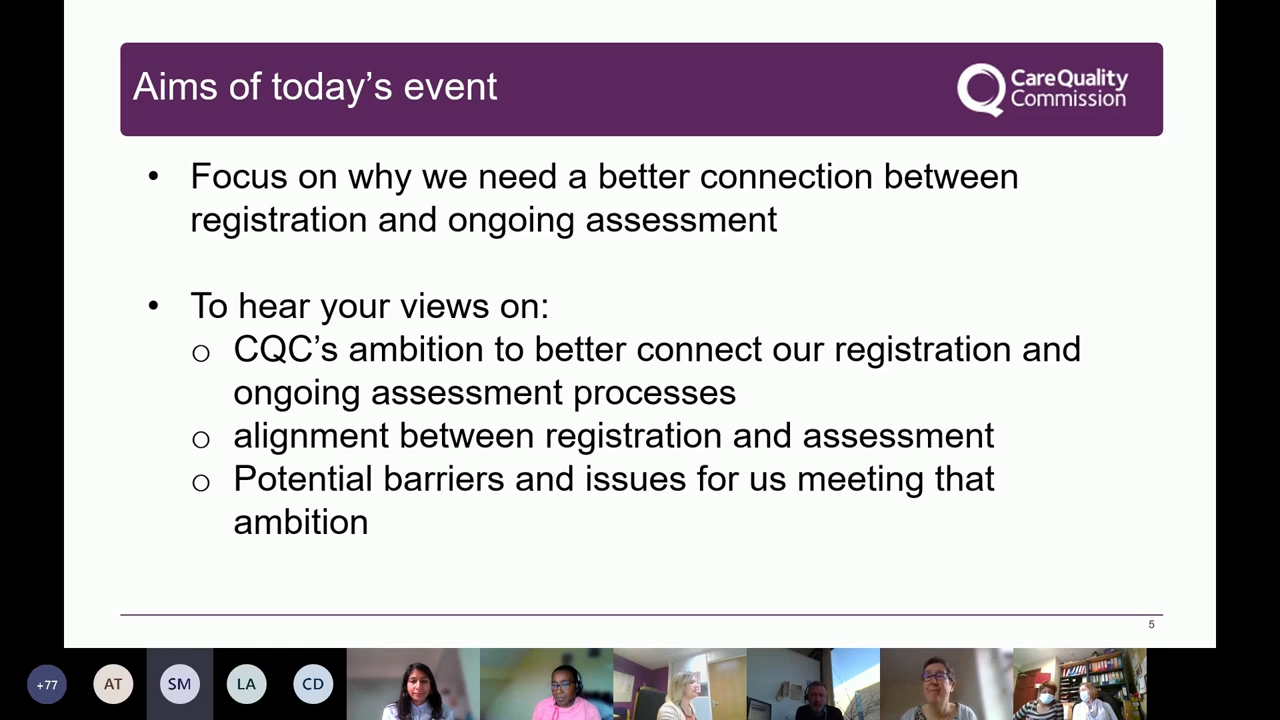 Aims of today’s event
CareQuality
Commission
• Focus on why we need a better connection between
registration and ongoing assessment
• To hear your views on:
o CQC’s ambition to better connect our registration and
ongoing assessment processes
o alignment between registration and assessment
o Potential barriers and issues for us meeting that
ambition
5
+77 AT SM LA CD